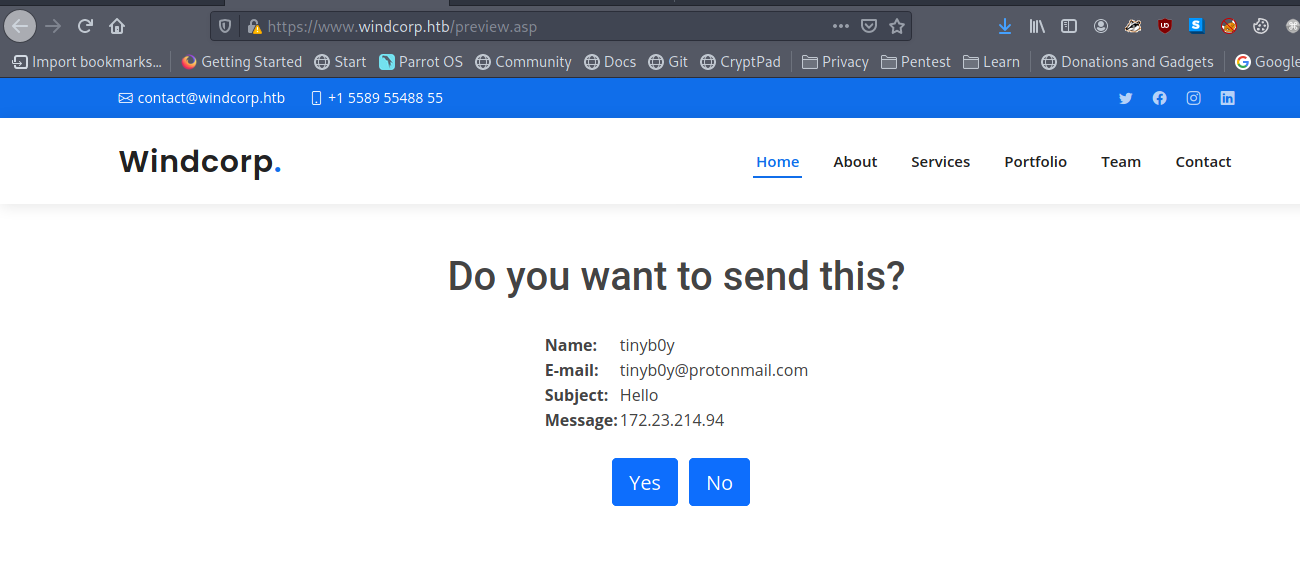 https://www.windcorp.htb/preview.asp
Import bookmarks... Getting Started Start Parrot OS Community Docs Git CryptPad Privacy Pentest Learn Donations and Gadgets Google
contact@windcorp.htb +1 5589 55488 55
Windcorp. Home About Services Portfolio Team Contact
Do you want to send this?
Name: tinyb0y
E-mail: tinyb0y@protonmail.com
Subject: Hello
Message: 172.23.214.94
Yes No